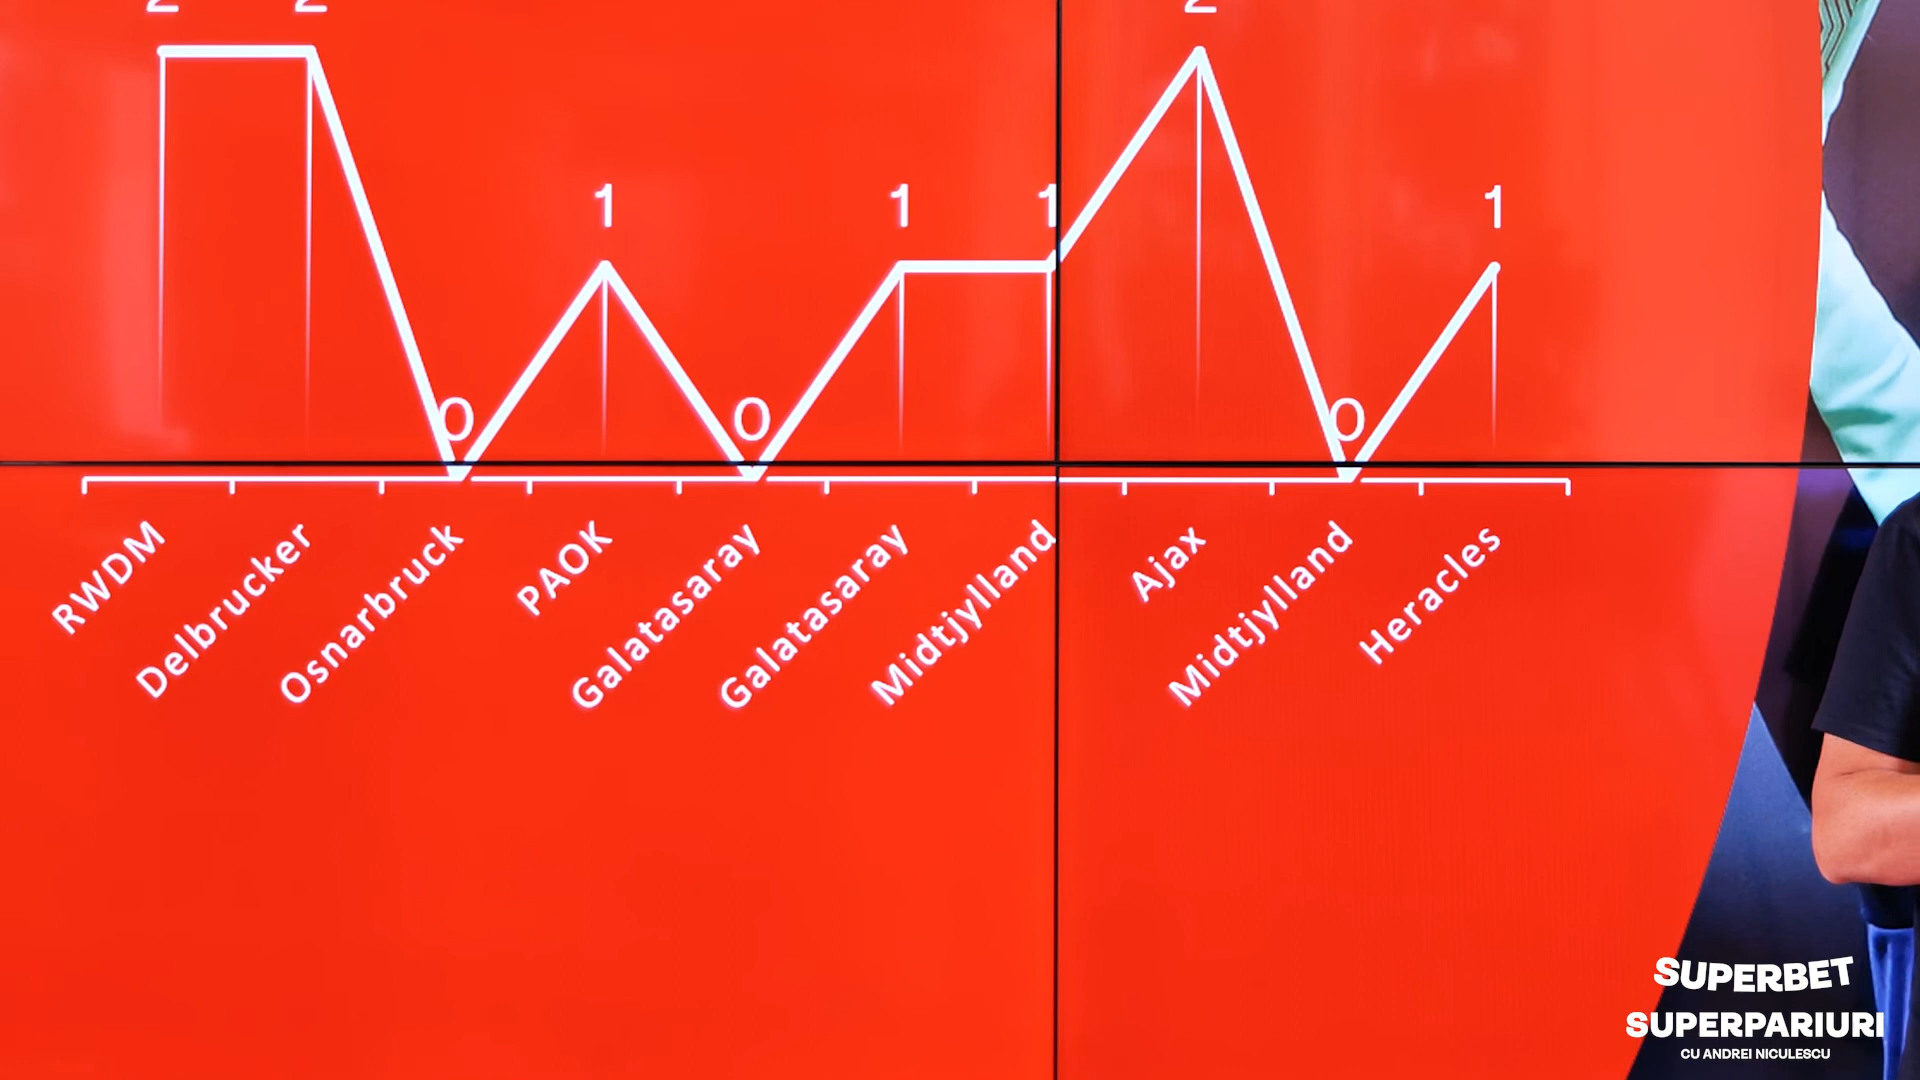 2 2 2
1 1 1 1
0 0 0
RWDM
Delbrucker
Osnarbruck
PAOK
Galatasaray
Galatasaray
Midtjylland
Ajax
Midtjylland
Heracles
SUPERBET
SUPERPARIURI
CU ANDREI NICULESCU